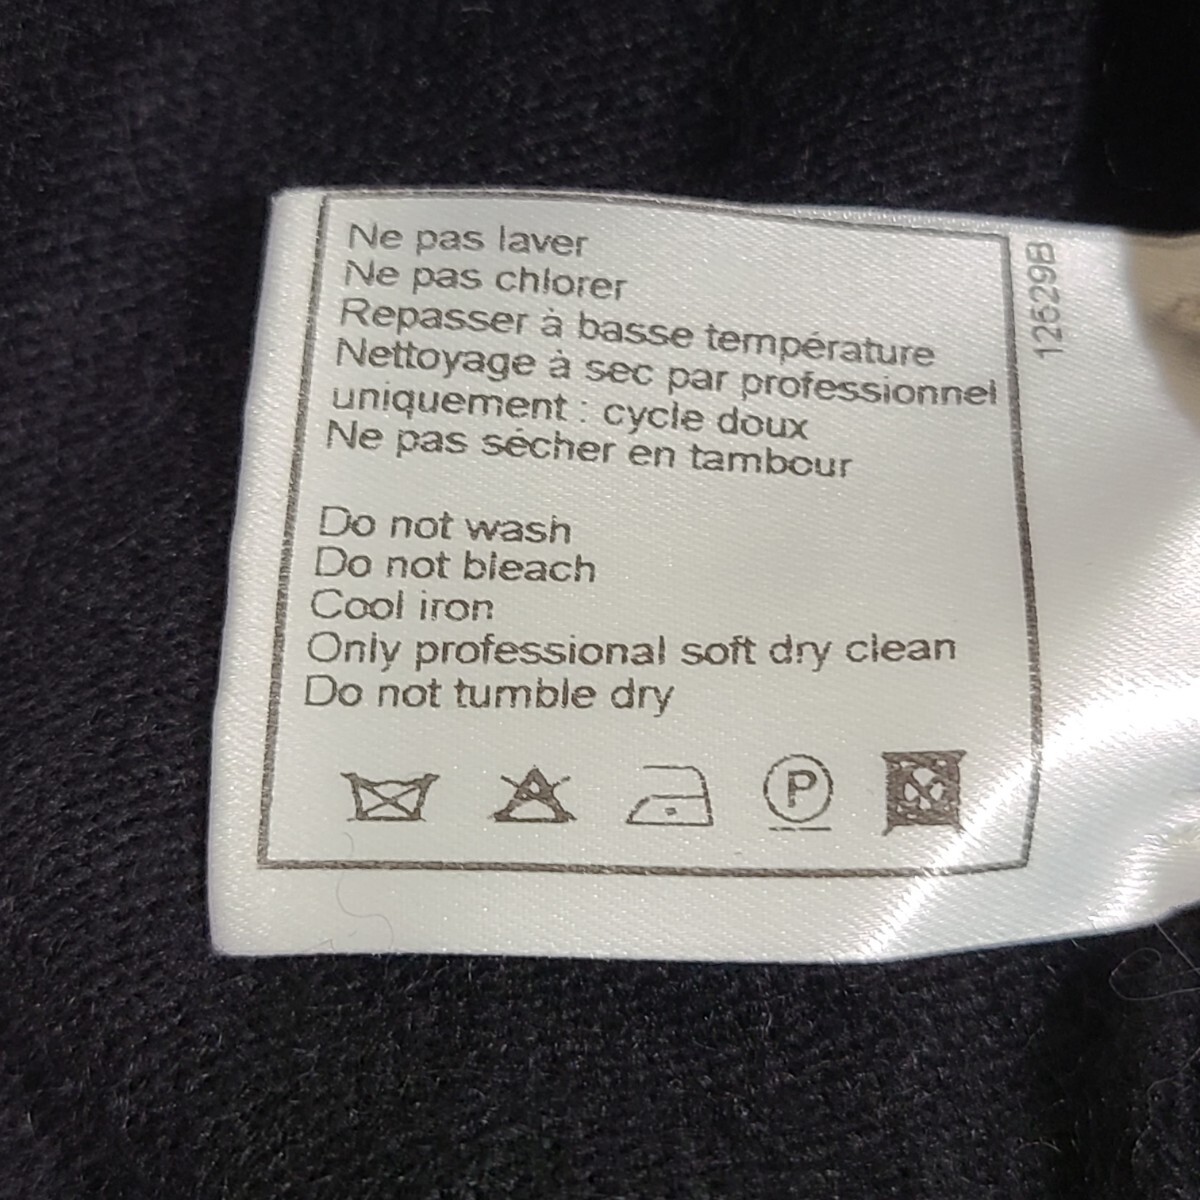 Ne pas laver
Ne pas chlorer
Repasser à basse température
Nettoyage à sec par professionnel
uniquement : cycle doux
Ne pas sécher en tambour
Do not wash
Do not bleach
Cool iron
Only professional soft dry clean
Do not tumble dry
P
12629B